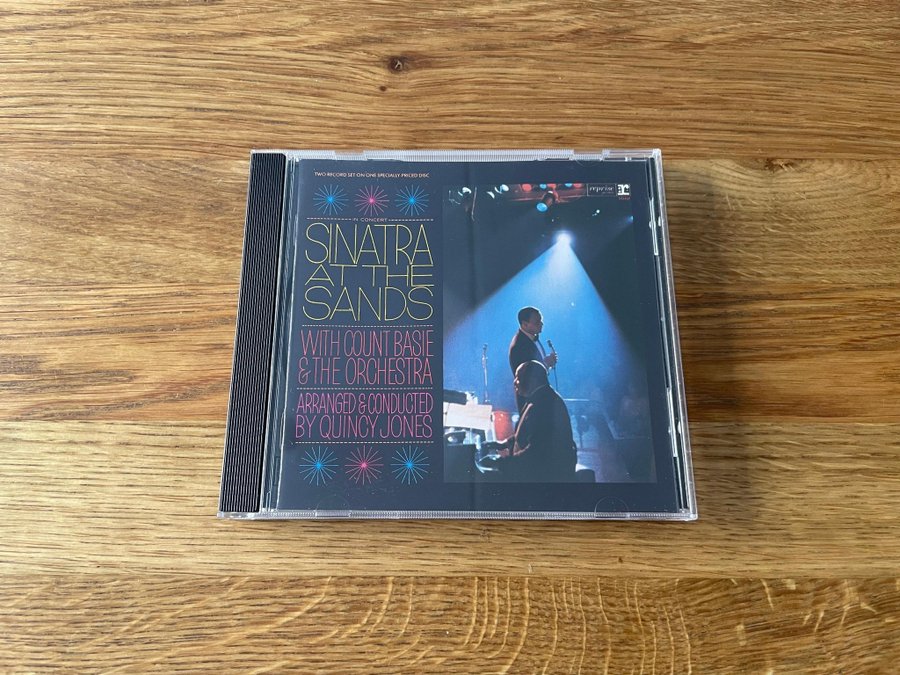 TWO RECORD SET-ON ONE SPECIALLY-PRICED DISC
IN CONCERT
SINATRA
AT THE
SANDS
WITH COUNT BASIE
& THE ORCHESTRA
ARRANGED & CONDUCTED
BY QUINCY JONES
reprise